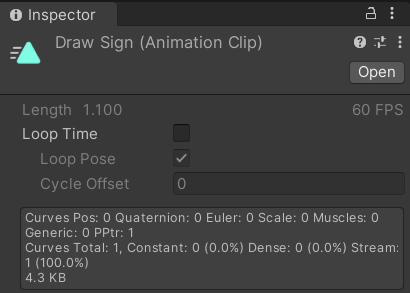 Inspector
Draw Sign (Animation Clip)
Open
Length 1.100 60 FPS
Loop Time
Loop Pose
Cycle Offset 0
Curves Pos: 0 Quaternion: 0 Euler: 0 Scale: 0 Muscles: 0
Generic: 0 PPtr: 1
Curves Total: 1, Constant: 0 (0.0%) Dense: 0 (0.0%) Stream:
1 (100.0%)
4.3 KB